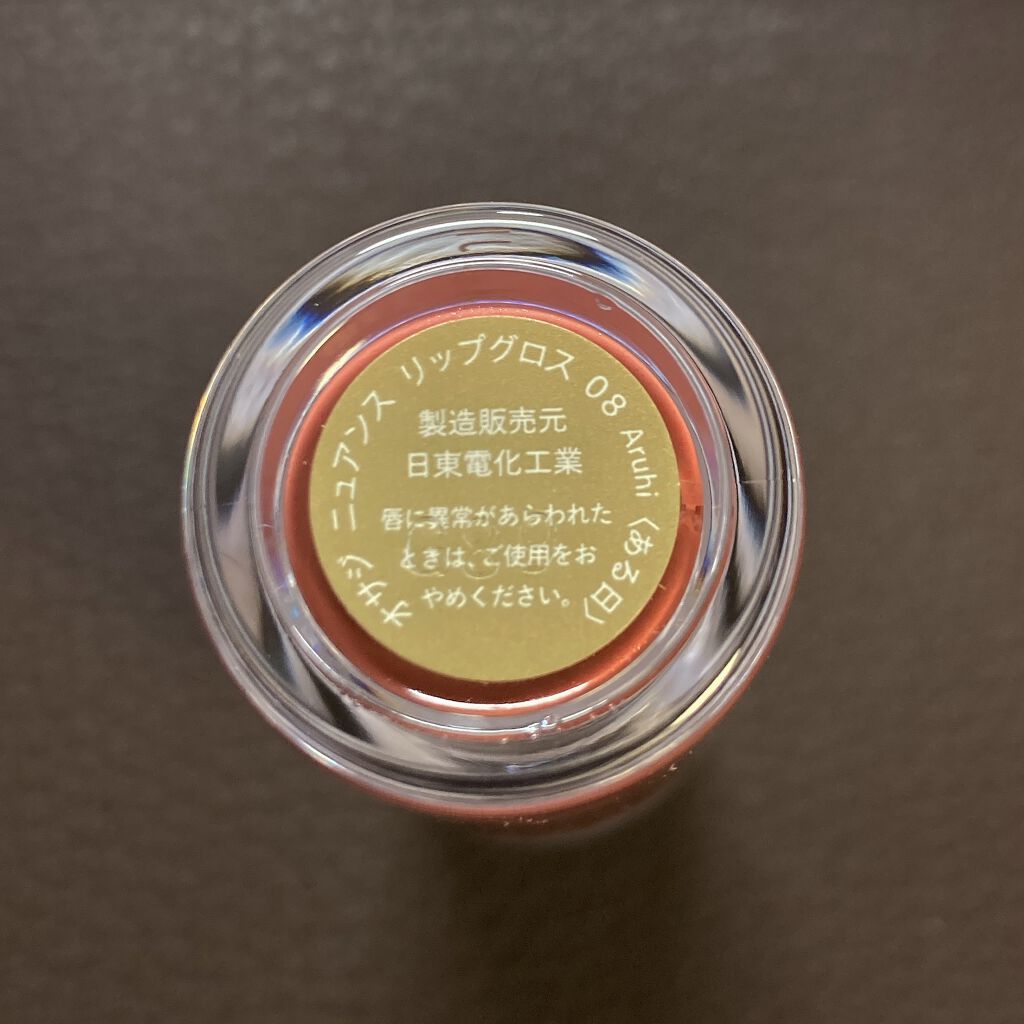 オサジ ニュアンス リップグロス 08 Aruhi〈ある日〉
製造販売元
日東電化工業
唇に異常があらわれた
ときは、ご使用をお
やめください。